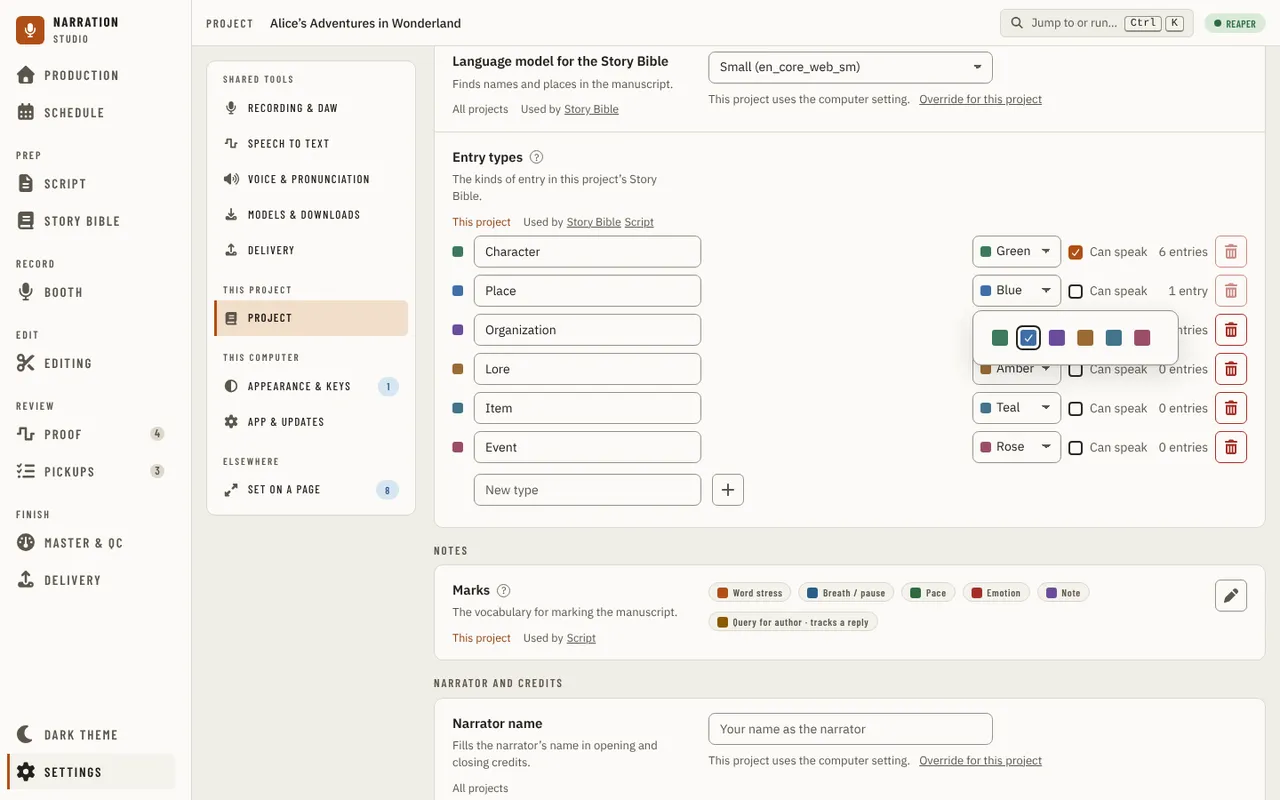 NARRATION
STUDIO
PRODUCTION
SCHEDULE
PREP
SCRIPT
STORY BIBLE
RECORD
BOOTH
EDIT
EDITING
REVIEW
PROOF 4
PICKUPS 3
FINISH
MASTER & QC
DELIVERY
DARK THEME
SETTINGS
PROJECT Alice's Adventures in Wonderland
Jump to or run... Ctrl K
REAPER
SHARED TOOLS
RECORDING & DAW
SPEECH TO TEXT
VOICE & PRONUNCIATION
MODELS & DOWNLOADS
DELIVERY
THIS PROJECT
PROJECT
THIS COMPUTER
APPEARANCE & KEYS 1
APP & UPDATES
ELSEWHERE
SET ON A PAGE 8
Language model for the Story Bible
Finds names and places in the manuscript.
All projects Used by Story Bible
Small (en_core_web_sm)
This project uses the computer setting. Override for this project
Entry types ?
The kinds of entry in this project's Story
Bible.
This project Used by Story Bible Script
Character Green Can speak 6 entries
Place Blue Can speak 1 entry
Organization ntries
Lore Amber Can speak 0 entries
Item Teal Can speak 0 entries
Event Rose Can speak 0 entries
New type +
NOTES
Marks ?
The vocabulary for marking the manuscript.
This project Used by Script
Word stress Breath / pause Pace Emotion Note
Query for author · tracks a reply
NARRATOR AND CREDITS
Narrator name
Fills the narrator's name in opening and
closing credits.
All projects
Your name as the narrator
This project uses the computer setting. Override for this project